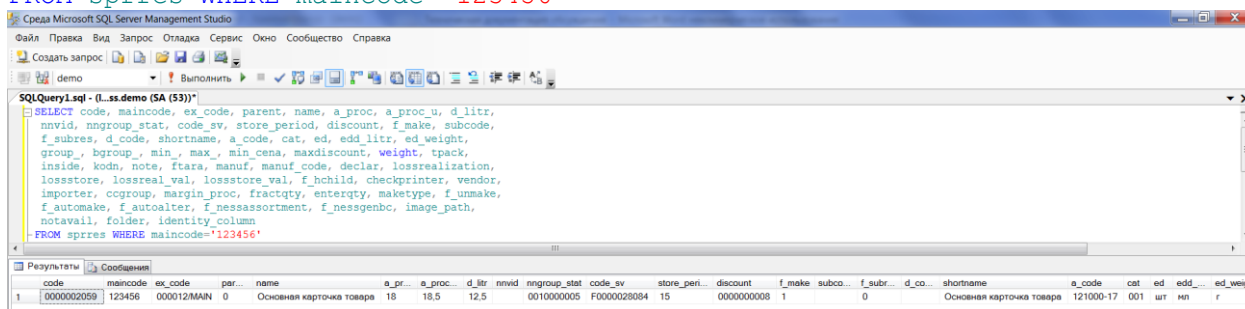 sprres WHERE maincode='123456'
Среда Microsoft SQL Server Management Studio
Файл Правка Вид Запрос Отладка Сервис Окно Сообщество Справка
Создать запрос
demo Выполнить
SQLQuery1.sql - (l...ss.demo (SA (53))*
SELECT code, maincode, ex_code, parent, name, a_proc, a_proc_u, d_litr,
nnvid, nngroup_stat, code_sv, store_period, discount, f_make, subcode,
f_subres, d_code, shortname, a_code, cat, ed, edd_litr, ed_weight,
group_, bgroup_, min_, max_, min_cena, maxdiscount, weight, tpack,
inside, kodn, note, ftara, manuf, manuf_code, declar, lossrealization,
lossstore, lossreal_val, lossstore_val, f_hchild, checkprinter, vendor,
importer, ccgroup, margin_proc, fractqty, enterqty, maketype, f_unmake,
f_automake, f_autoalter, f_nessassortment, f_nessgenbc, image_path,
notavail, folder, identity_column
FROM sprres WHERE maincode='123456'
Результаты Сообщения
code maincode ex_code par... name a_pr... a_proc... d_litr nnvid nngroup_stat code_sv store_peri... discount f_make subco... f_subr... d_co... shortname a_code cat ed edd_... ed_wei
1 0000002059 123456 000012/MAIN 0 Основная карточка товара 18 18,5 12,5 0010000005 F0000028084 15 0000000008 1 0 Основная карточка товара 121000-17 001 шт мл г